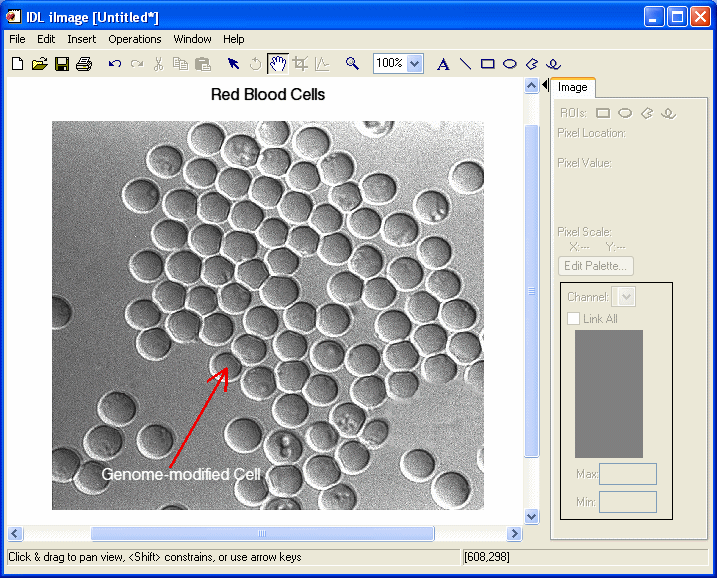 IDL iImage [Untitled*]
File Edit Insert Operations Window Help
100% A
Image
Red Blood Cells
ROIs:
Pixel Location:
Pixel Value:
Pixel Scale:
X:--- Y:---
Edit Palette...
Channel:
Link All
Genome-modified Cell
Max:
Min:
Click & drag to pan view, <Shift> constrains, or use arrow keys
[608,298]